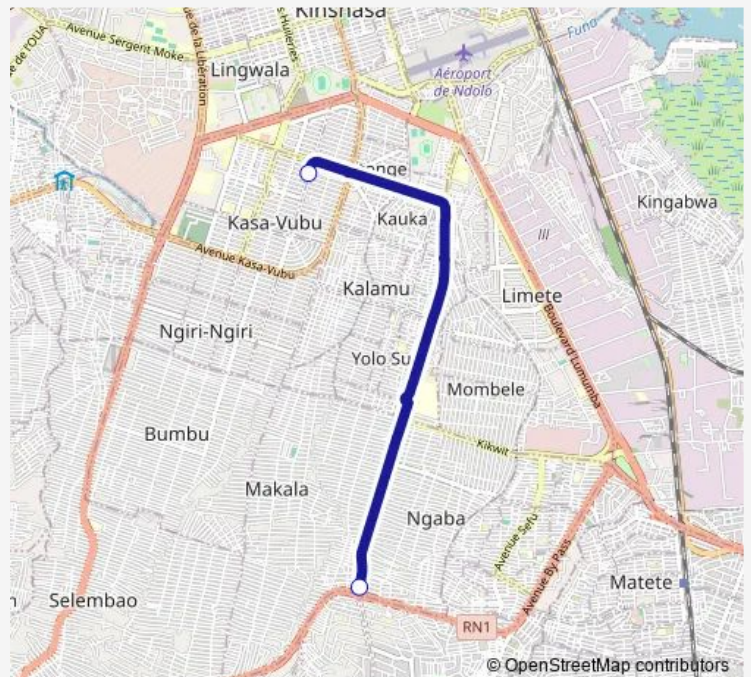 Kinshasa
Avenue Sergent Moke
Huileries
Funa
Lingwala
Aéroport
de Ndolo
Kingabwa
Kauka
Kasa-Vubu
Avenue Kasa-Vubu
III
Kalamu
Limete
Boulevard Lumumba
Ngiri-Ngiri
Yolo Su
Mombele
Bumbu
Kikwit
Makala
Ngaba
Avenue Sefu
Avenue By Pass
Matete
Selembao
RN1
© OpenStreetMap contributors